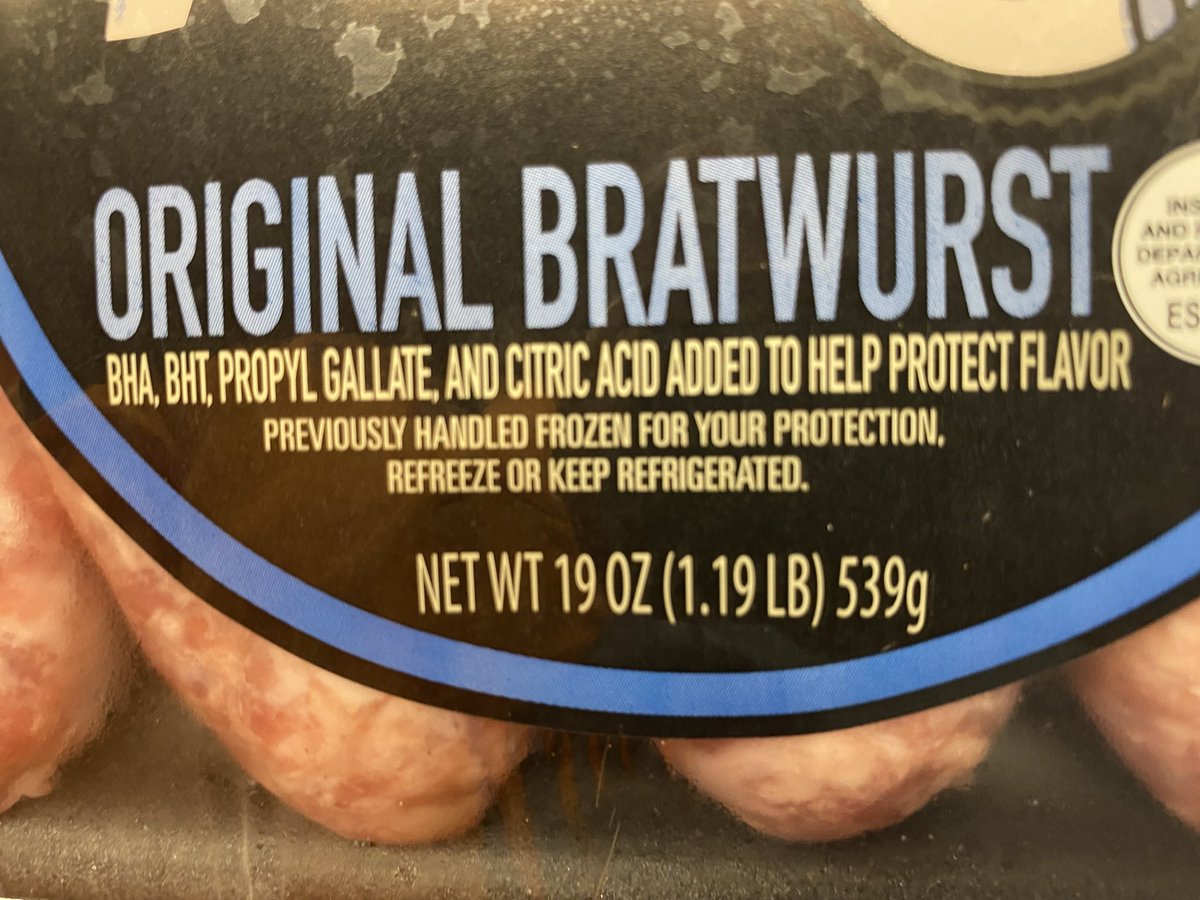 ORIGINAL BRATWURST
BHA, BHT, PROPYL GALLATE, AND CITRIC ACID ADDED TO HELP PROTECT FLAVOR
PREVIOUSLY HANDLED FROZEN FOR YOUR PROTECTION.
REFREEZE OR KEEP REFRIGERATED.
NET WT 19 OZ (1.19 LB) 539g
AND